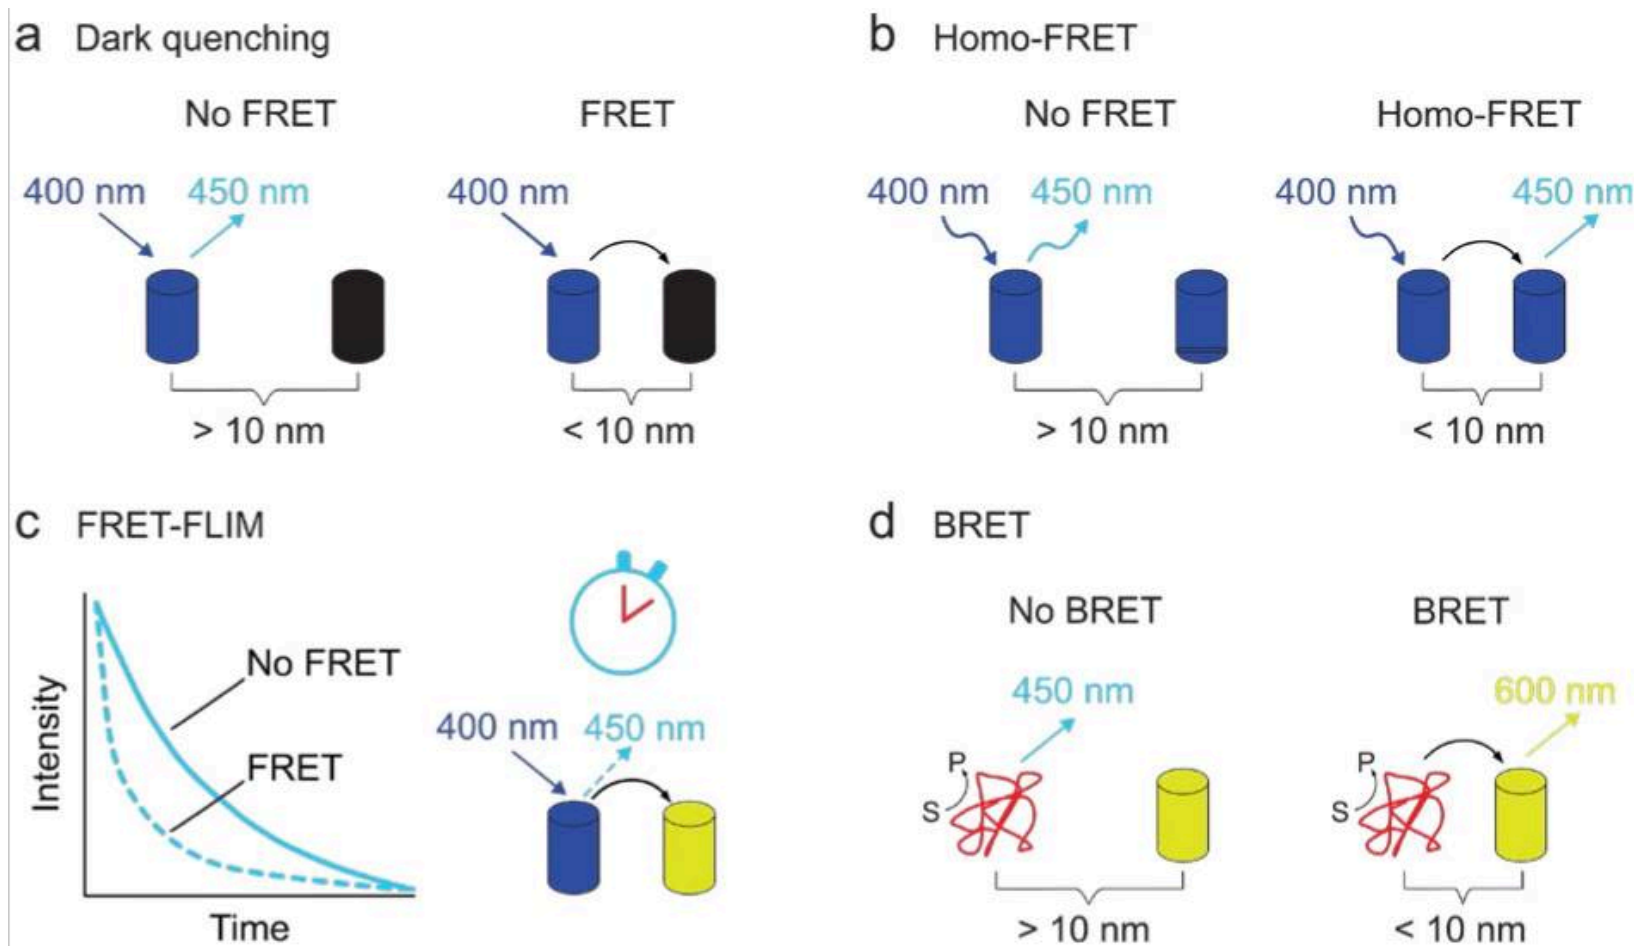 a Dark quenching
No FRET
FRET
400 nm
450 nm
400 nm
> 10 nm
< 10 nm
b Homo-FRET
No FRET
Homo-FRET
400 nm
450 nm
400 nm
450 nm
> 10 nm
< 10 nm
c FRET-FLIM
Intensity
No FRET
FRET
Time
400 nm
450 nm
d BRET
No BRET
BRET
450 nm
600 nm
P
S
P
S
> 10 nm
< 10 nm